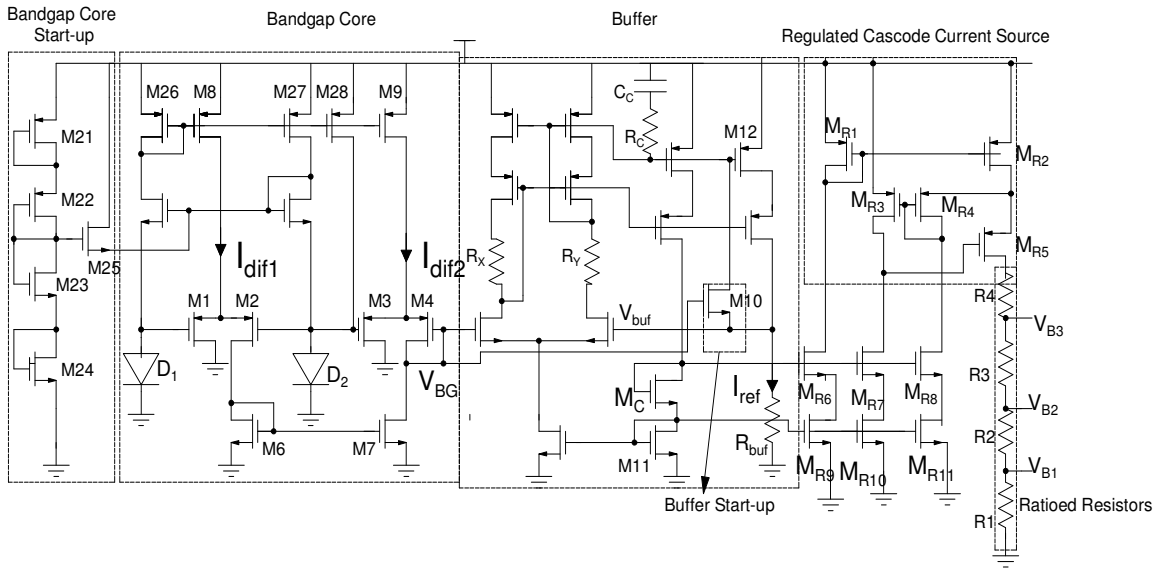 Bandgap Core
Start-up
Bandgap Core
Buffer
Regulated Cascode Current Source
M26
M8
M27
M28
M9
C_C
R_C
M12
M_R1
M_R2
M21
M22
M25
M23
M24
I_dif1
I_dif2
R_X
R_Y
M_R3
M_R4
M_R5
M1
M2
M3
M4
M10
V_buf
R4
V_B3
D_1
D_2
V_BG
M_C
I_ref
M_R6
M_R7
M_R8
R3
V_B2
M6
M7
M11
R_buf
M_R9
M_R10
M_R11
R2
V_B1
Buffer Start-up
R1
Ratioed Resistors